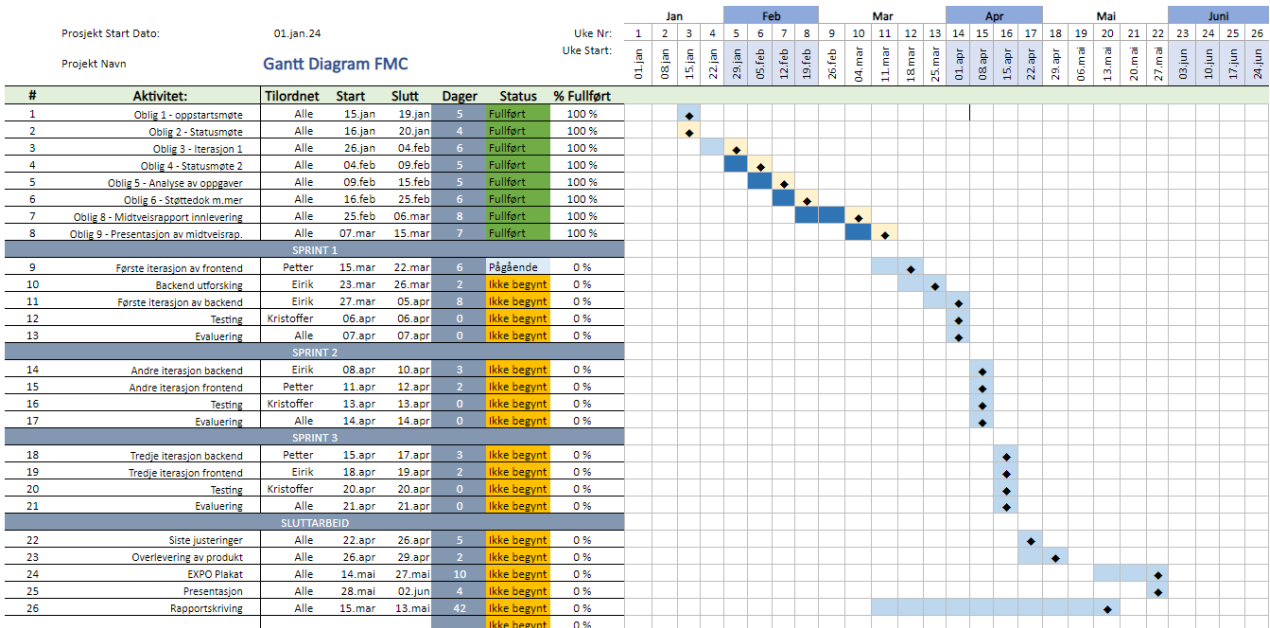 Jan Feb Mar Apr Mai Juni
Prosjekt Start Dato: 01.jan.24 Uke Nr: 1 2 3 4 5 6 7 8 9 10 11 12 13 14 15 16 17 18 19 20 21 22 23 24 25 26
Uke Start: 01.jan 08.jan 15.jan 22.jan 29.jan 05.feb 12.feb 19.feb 26.feb 04.mar 11.mar 18.mar 25.mar 01.apr 08.apr 15.apr 22.apr 29.apr 06.mai 13.mai 20.mai 27.mai 03.jun 10.jun 17.jun 24.jun
Projekt Navn Gantt Diagram FMC
# Aktivitet: Tilordnet Start Slutt Dager Status % Fullført
1 Oblig 1 - oppstartsmøte Alle 15.jan 19.jan 5 Fullført 100 %
2 Oblig 2 - Statusmøte Alle 16.jan 20.jan 4 Fullført 100 %
3 Oblig 3 - Iterasjon 1 Alle 26.jan 04.feb 6 Fullført 100 %
4 Oblig 4 - Statusmøte 2 Alle 04.feb 09.feb 5 Fullført 100 %
5 Oblig 5 - Analyse av oppgaver Alle 09.feb 15.feb 5 Fullført 100 %
6 Oblig 6 - Støttedok m.mer Alle 16.feb 25.feb 6 Fullført 100 %
7 Oblig 8 - Midtveisrapport innlevering Alle 25.feb 06.mar 8 Fullført 100 %
8 Oblig 9 - Presentasjon av midtveisrap. Alle 07.mar 15.mar 7 Fullført 100 %
SPRINT 1
9 Første iterasjon av frontend Petter 15.mar 22.mar 6 Pågående 0 %
10 Backend utforsking Eirik 23.mar 26.mar 2 Ikke begynt 0 %
11 Første iterasjon av backend Eirik 27.mar 05.apr 8 Ikke begynt 0 %
12 Testing Kristoffer 06.apr 06.apr 0 Ikke begynt 0 %
13 Evaluering Alle 07.apr 07.apr 0 Ikke begynt 0 %
SPRINT 2
14 Andre iterasjon backend Eirik 08.apr 10.apr 3 Ikke begynt 0 %
15 Andre iterasjon frontend Petter 11.apr 12.apr 2 Ikke begynt 0 %
16 Testing Kristoffer 13.apr 13.apr 0 Ikke begynt 0 %
17 Evaluering Alle 14.apr 14.apr 0 Ikke begynt 0 %
SPRINT 3
18 Tredje iterasjon backend Petter 15.apr 17.apr 3 Ikke begynt 0 %
19 Tredje iterasjon frontend Eirik 18.apr 19.apr 2 Ikke begynt 0 %
20 Testing Kristoffer 20.apr 20.apr 0 Ikke begynt 0 %
21 Evaluering Alle 21.apr 21.apr 0 Ikke begynt 0 %
SLUTTARBEID
22 Siste justeringer Alle 22.apr 26.apr 5 Ikke begynt 0 %
23 Overlevering av produkt Alle 26.apr 29.apr 2 Ikke begynt 0 %
24 EXPO Plakat Alle 14.mai 27.mai 10 Ikke begynt 0 %
25 Presentasjon Alle 28.mai 02.jun 4 Ikke begynt 0 %
26 Rapportskriving Alle 15.mar 13.mai 42 Ikke begynt 0 %
Ikke begynt 0 %